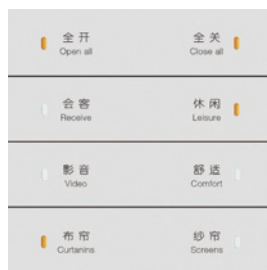 全开 全关
Open all Close all
会客 休闲
Receive Leisure
影音 舒适
Video Comfort
布帘 纱帘
Curtanins Screens